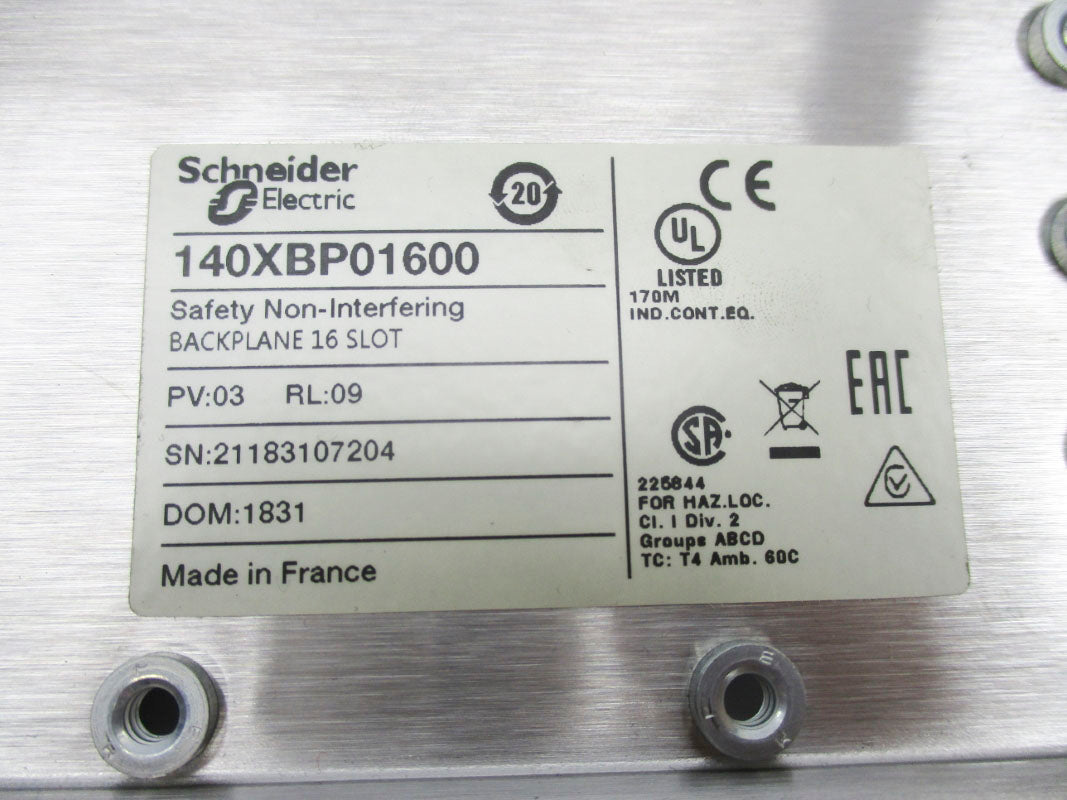 Schneider
Electric
20
140XBP01600
Safety Non-Interfering
BACKPLANE 16 SLOT
PV:03 RL:09
SN:21183107204
DOM:1831
Made in France
CE
UL
LISTED
170M
IND.CONT.EQ.
EAC
SA
225844
FOR HAZ.LOC.
Cl. I Div. 2
Groups ABCD
TC: T4 Amb. 60C